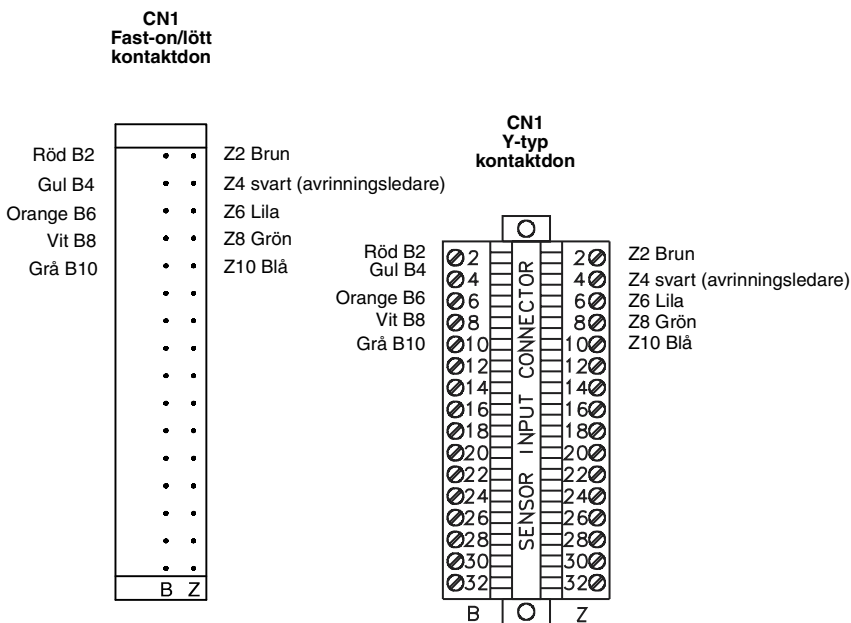 CN1
Fast-on/lött
kontaktdon
Röd B2 Z2 Brun
Gul B4 Z4 svart (avrinningsledare)
Orange B6 Z6 Lila
Vit B8 Z8 Grön
Grå B10 Z10 Blå
B Z
CN1
Y-typ
kontaktdon
Röd B2 2 2 Z2 Brun
Gul B4 4 4 Z4 svart (avrinningsledare)
Orange B6 6 6 Z6 Lila
Vit B8 8 8 Z8 Grön
Grå B10 10 10 Z10 Blå
12 12
14 14
16 16
18 18
20 20
22 22
24 24
26 26
28 28
30 30
32 32
SENSOR INPUT CONNECTOR
B Z